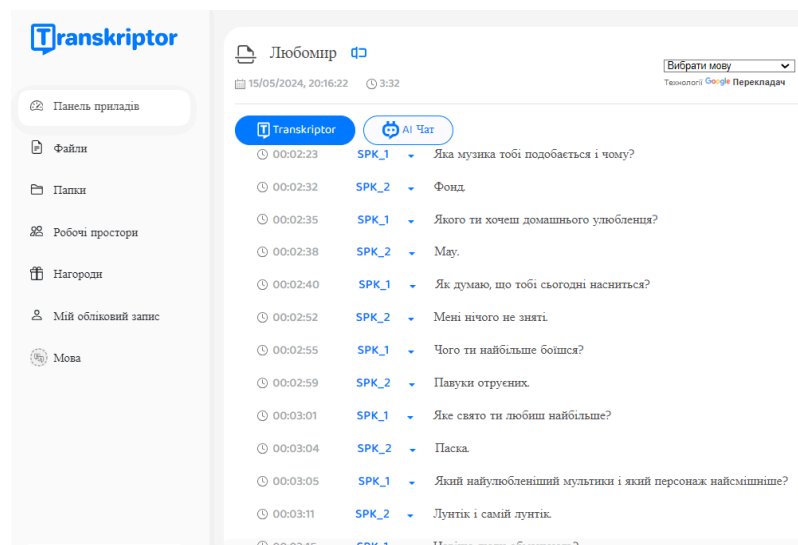 Transkriptor
Любомир
15/05/2024, 20:16:22 3:32
Вибрати мову
Технології Google Перекладач
Панель приладів
Файли
Папки
Робочі простори
Нагороди
Мій обліковий запис
Мова
Transkriptor
AI Чат
00:02:23 SPK_1 Яка музика тобі подобається і чому?
00:02:32 SPK_2 Фонд.
00:02:35 SPK_1 Якого ти хочеш домашнього улюбленця?
00:02:38 SPK_2 Мау.
00:02:40 SPK_1 Як думаю, що тобі сьогодні насниться?
00:02:52 SPK_2 Мені нічого не зняті.
00:02:55 SPK_1 Чого ти найбільше боїшся?
00:02:59 SPK_2 Павуки отруєних.
00:03:01 SPK_1 Яке свято ти любиш найбільше?
00:03:04 SPK_2 Паска.
00:03:05 SPK_1 Який найулюбленіший мультики і який персонаж найсмішніше?
00:03:11 SPK_2 Лунтік і самій лунтік.